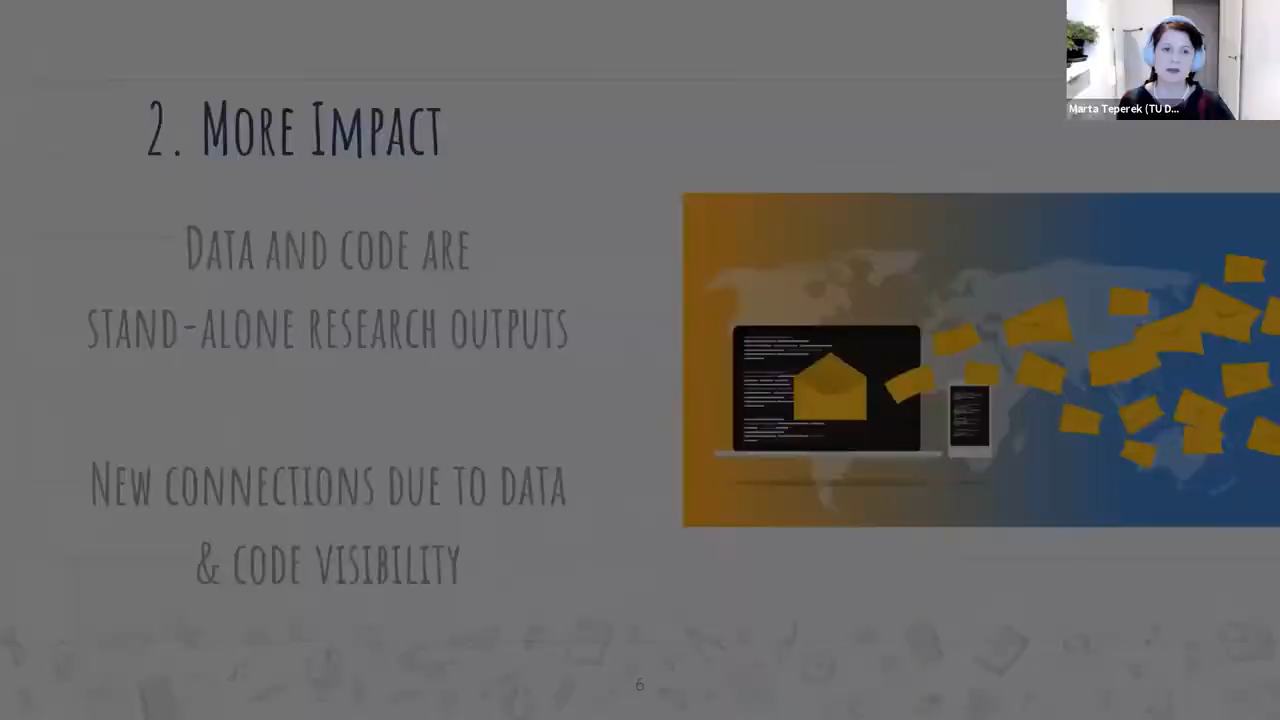 Marta Teperek (TU D...
2. More Impact
Data and code are
stand-alone research outputs
New connections due to data
& code visibility
6